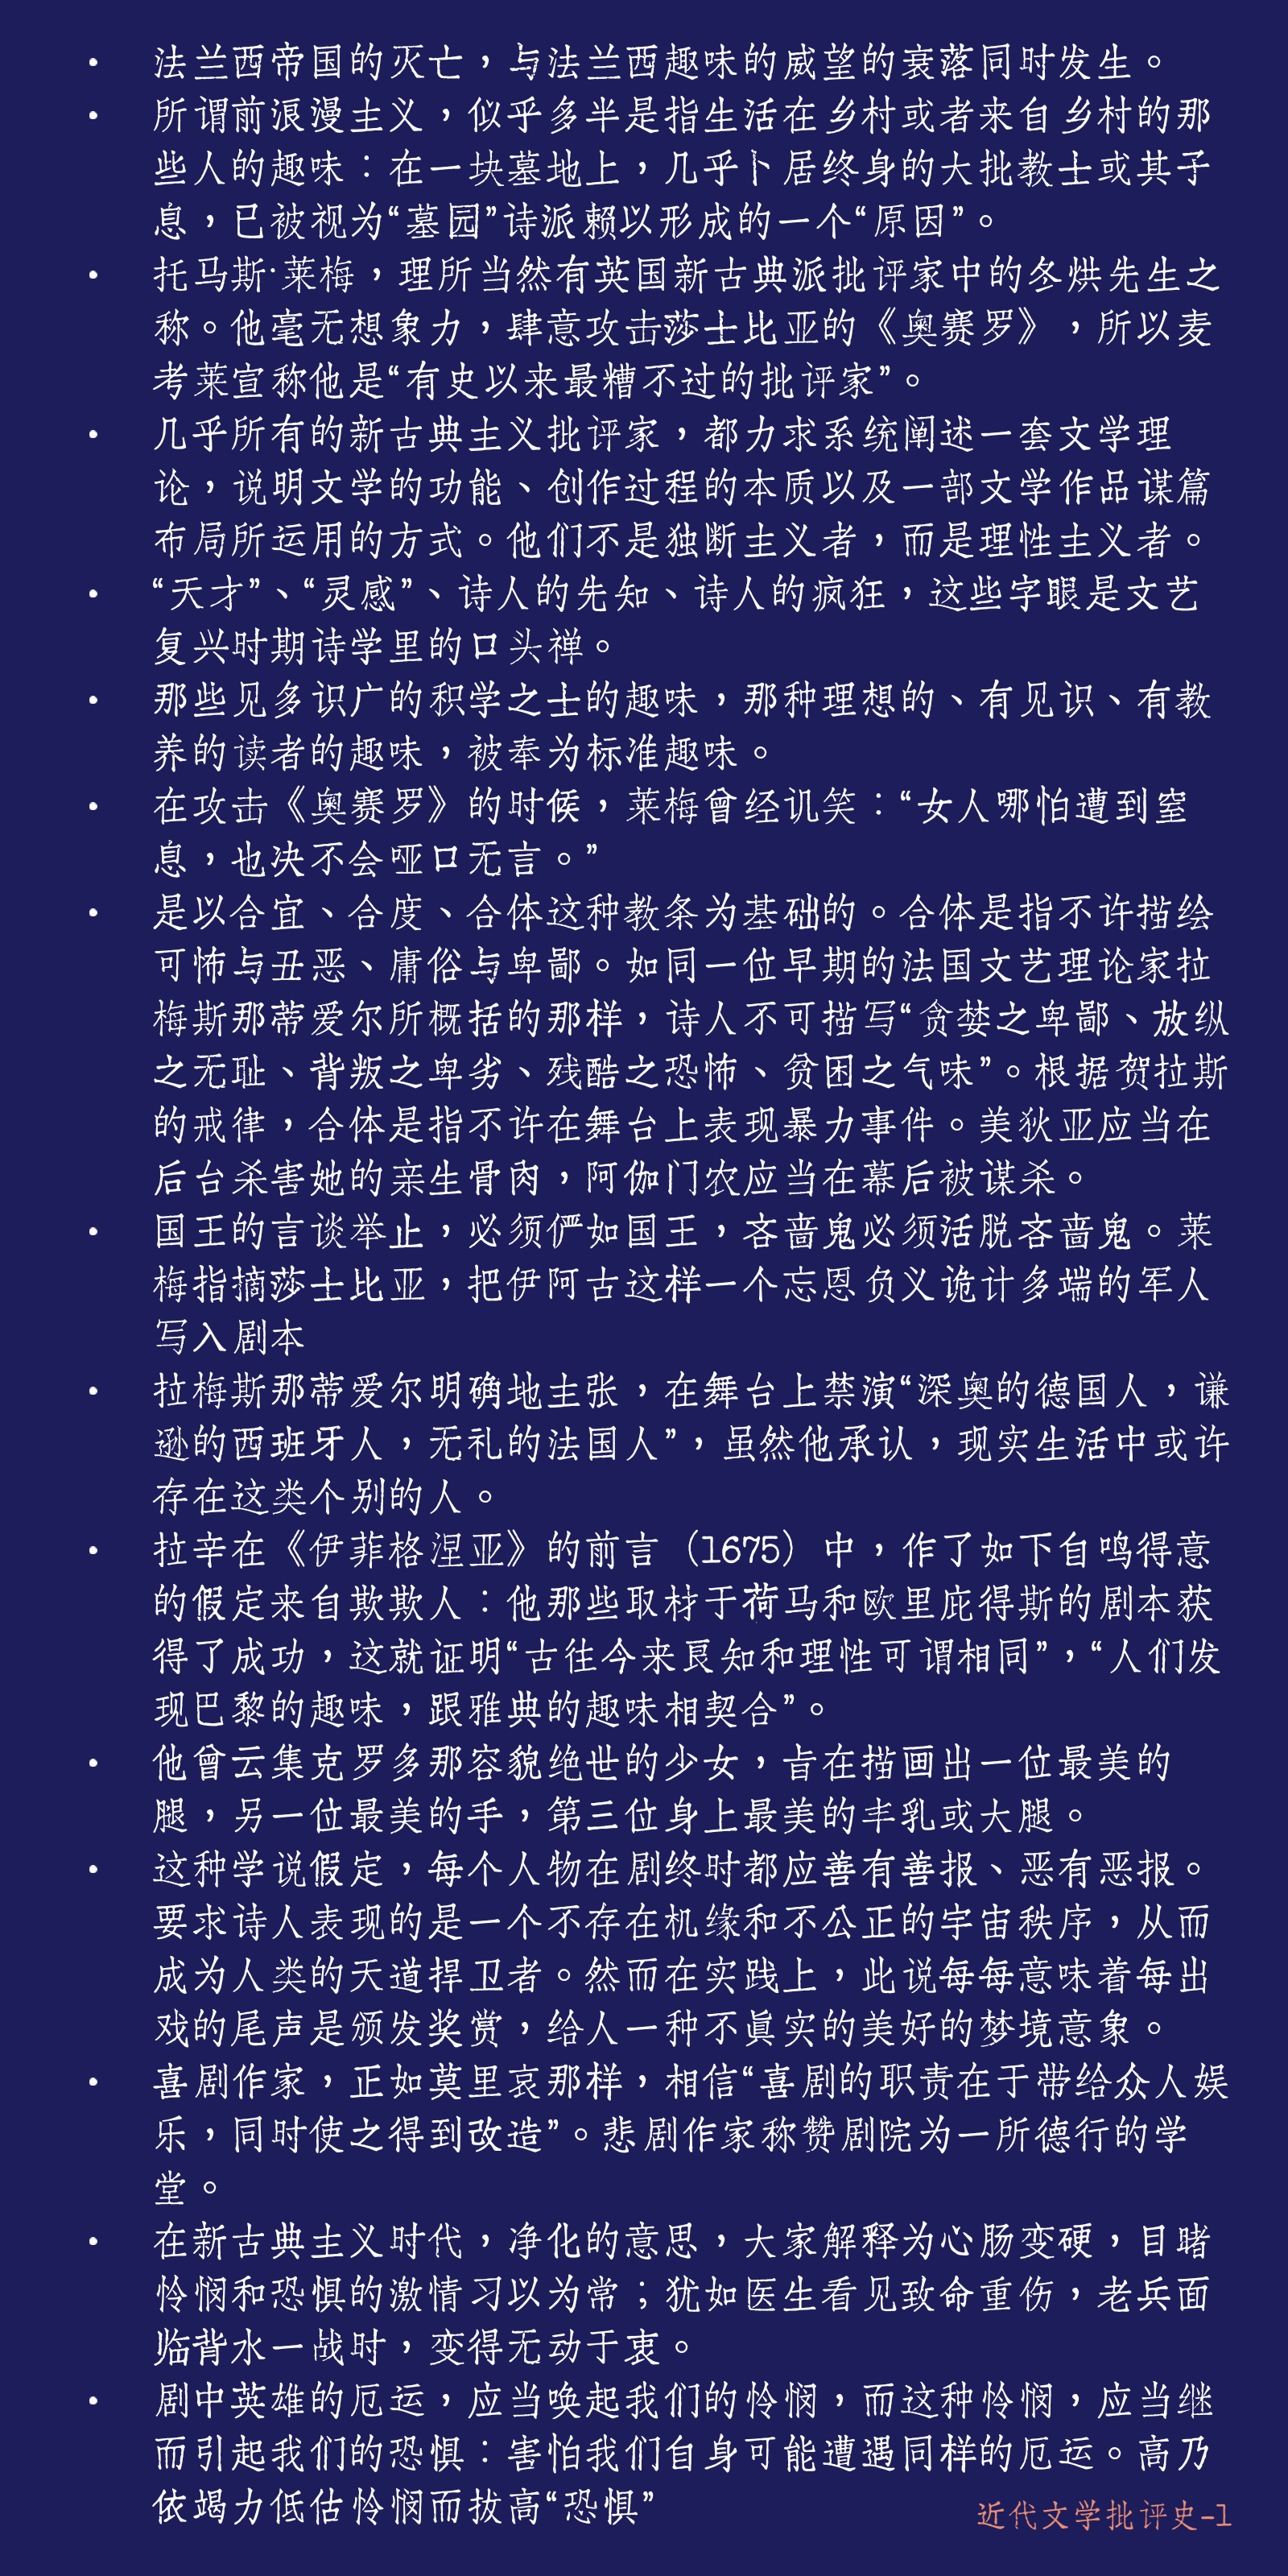 • 法兰西帝国的灭亡，与法兰西趣味的威望的衰落同时发生。
• 所谓前浪漫主义，似乎多半是指生活在乡村或者来自乡村的那
些人的趣味：在一块墓地上，几乎卜居终身的大批教士或其子
息，已被视为“墓园”诗派赖以形成的一个“原因”。
• 托马斯·莱梅，理所当然有英国新古典派批评家中的冬烘先生之
称。他毫无想象力，肆意攻击莎士比亚的《奥赛罗》，所以麦
考莱宣称他是“有史以来最糟不过的批评家”。
• 几乎所有的新古典主义批评家，都力求系统阐述一套文学理
论，说明文学的功能、创作过程的本质以及一部文学作品谋篇
布局所运用的方式。他们不是独断主义者，而是理性主义者。
• “天才”、“灵感”、诗人的先知、诗人的疯狂，这些字眼是文艺
复兴时期诗学里的口头禅。
• 那些见多识广的积学之士的趣味，那种理想的、有见识、有教
养的读者的趣味，被奉为标准趣味。
• 在攻击《奥赛罗》的时候，莱梅曾经讥笑：“女人哪怕遭到窒
息，也决不会哑口无言。”
• 是以合宜、合度、合体这种教条为基础的。合体是指不许描绘
可怖与丑恶、庸俗与卑鄙。如同一位早期的法国文艺理论家拉
梅斯那蒂爱尔所概括的那样，诗人不可描写“贪婪之卑鄙、放纵
之无耻、背叛之卑劣、残酷之恐怖、贫困之气味”。根据贺拉斯
的戒律，合体是指不许在舞台上表现暴力事件。美狄亚应当在
后台杀害她的亲生骨肉，阿伽门农应当在幕后被谋杀。
• 国王的言谈举止，必须俨如国王，吝啬鬼必须活脱吝啬鬼。莱
梅指摘莎士比亚，把伊阿古这样一个忘恩负义诡计多端的军人
写入剧本
• 拉梅斯那蒂爱尔明确地主张，在舞台上禁演“深奥的德国人，谦
逊的西班牙人，无礼的法国人”，虽然他承认，现实生活中或许
存在这类个别的人。
• 拉辛在《伊菲格涅亚》的前言（1675）中，作了如下自鸣得意
的假定来自欺欺人：他那些取材于荷马和欧里庇得斯的剧本获
得了成功，这就证明“古往今来良知和理性可谓相同”，“人们发
现巴黎的趣味，跟雅典的趣味相契合”。
• 他曾云集克罗多那容貌绝世的少女，旨在描画出一位最美的
腿，另一位最美的手，第三位身上最美的丰乳或大腿。
• 这种学说假定，每个人物在剧终时都应善有善报、恶有恶报。
要求诗人表现的是一个不存在机缘和不公正的宇宙秩序，从而
成为人类的天道捍卫者。然而在实践上，此说每每意味着每出
戏的尾声是颁发奖赏，给人一种不真实的美好的梦境意象。
• 喜剧作家，正如莫里哀那样，相信“喜剧的职责在于带给众人娱
乐，同时使之得到改造”。悲剧作家称赞剧院为一所德行的学
堂。
• 在新古典主义时代，净化的意思，大家解释为心肠变硬，目睹
怜悯和恐惧的激情习以为常；犹如医生看见致命重伤，老兵面
临背水一战时，变得无动于衷。
• 剧中英雄的厄运，应当唤起我们的怜悯，而这种怜悯，应当继
而引起我们的恐惧：害怕我们自身可能遭遇同样的厄运。高乃
依竭力低估怜悯而拔高“恐惧”
近代文学批评史-1